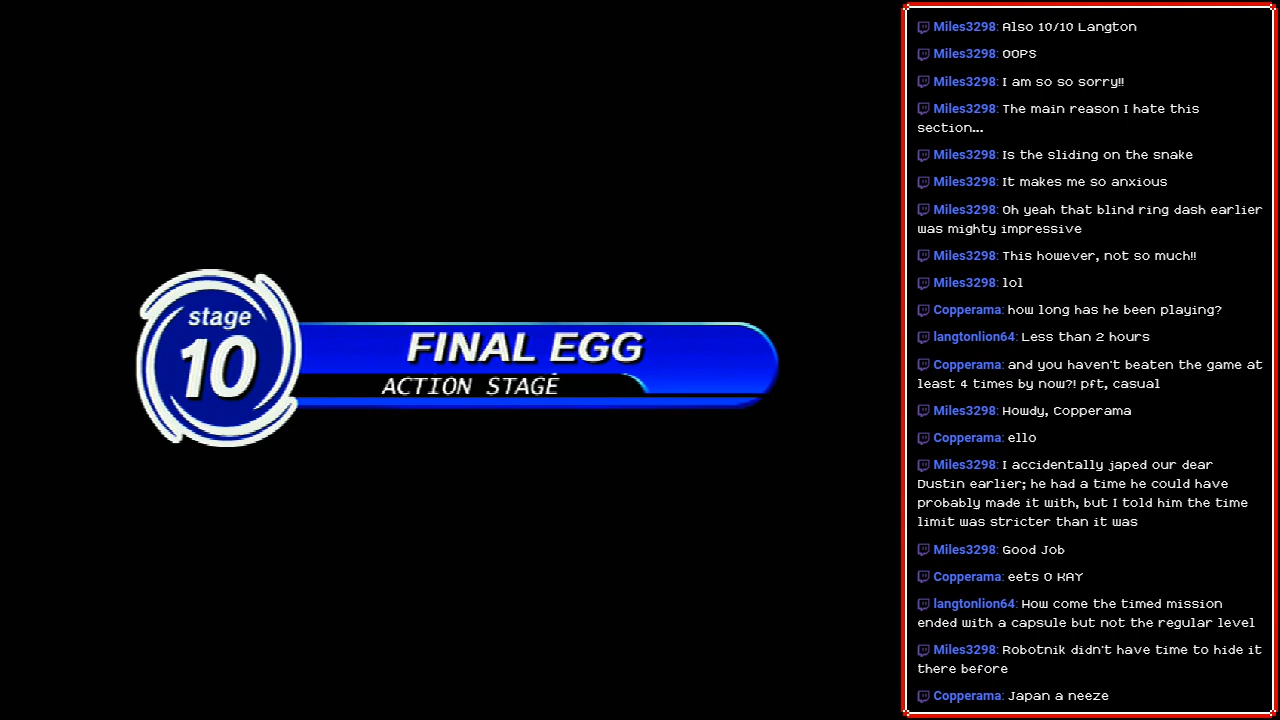 stage
10
FINAL EGG
ACTION STAGE
Miles3298: Also 10/10 Langton
Miles3298: OOPS
Miles3298: I am so so sorry!!
Miles3298: The main reason I hate this
section...
Miles3298: Is the sliding on the snake
Miles3298: It makes me so anxious
Miles3298: Oh yeah that blind ring dash earlier
was mighty impressive
Miles3298: This however, not so much!!
Miles3298: lol
Copperama: how long has he been playing?
langtonlion64: Less than 2 hours
Copperama: and you haven't beaten the game at
least 4 times by now?! pft, casual
Miles3298: Howdy, Copperama
Copperama: ello
Miles3298: I accidentally japed our dear
Dustin earlier; he had a time he could have
probably made it with, but I told him the time
limit was stricter than it was
Miles3298: Good Job
Copperama: eets O KAY
langtonlion64: How come the timed mission
ended with a capsule but not the regular level
Miles3298: Robotnik didn't have time to hide it
there before
Copperama: Japan a neeze